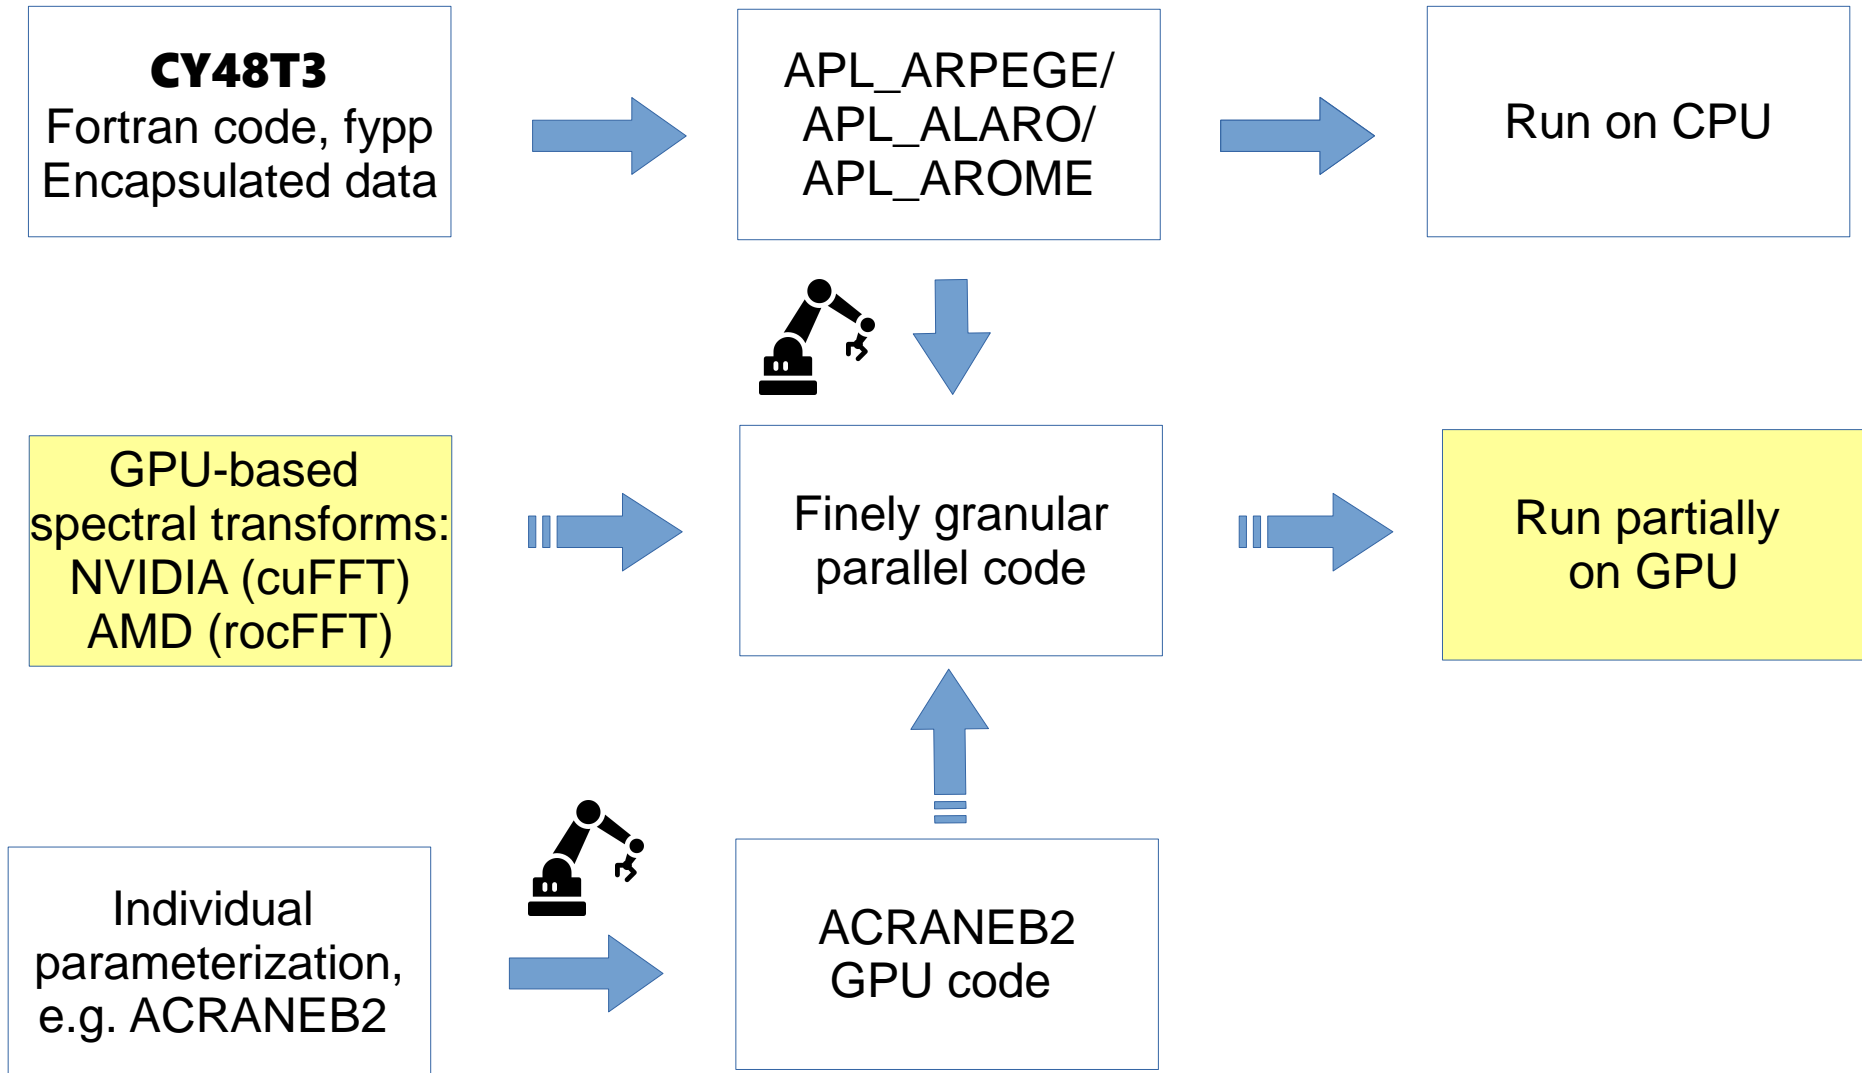 CY48T3
Fortran code, fypp
Encapsulated data
APL_ARPEGE/
APL_ALARO/
APL_AROME
Run on CPU
GPU-based
spectral transforms:
NVIDIA (cuFFT)
AMD (rocFFT)
Finely granular
parallel code
Run partially
on GPU
Individual
parameterization,
e.g. ACRANEB2
ACRANEB2
GPU code